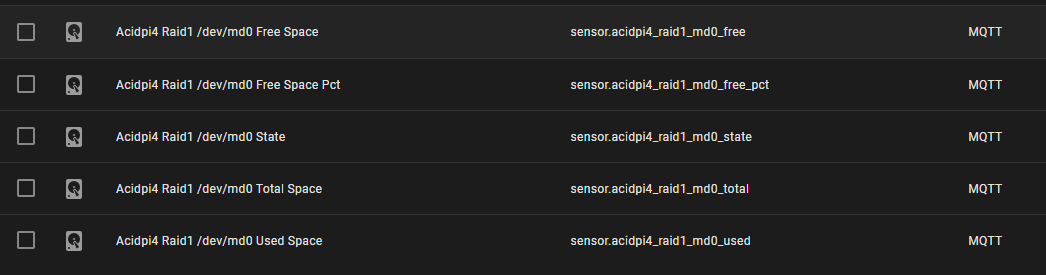 Acidpi4 Raid1 /dev/md0 Free Space sensor.acidpi4_raid1_md0_free MQTT
Acidpi4 Raid1 /dev/md0 Free Space Pct sensor.acidpi4_raid1_md0_free_pct MQTT
Acidpi4 Raid1 /dev/md0 State sensor.acidpi4_raid1_md0_state MQTT
Acidpi4 Raid1 /dev/md0 Total Space sensor.acidpi4_raid1_md0_total MQTT
Acidpi4 Raid1 /dev/md0 Used Space sensor.acidpi4_raid1_md0_used MQTT